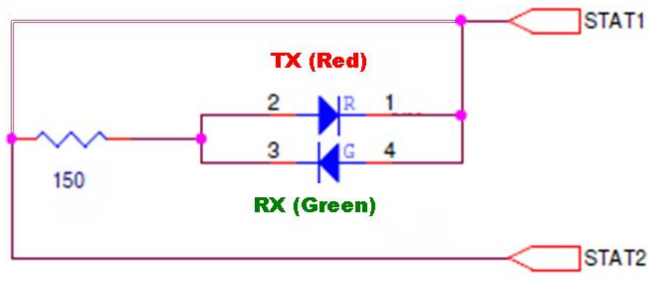 STAT1
TX (Red)
2 R 1
3 G 4
150
RX (Green)
STAT2